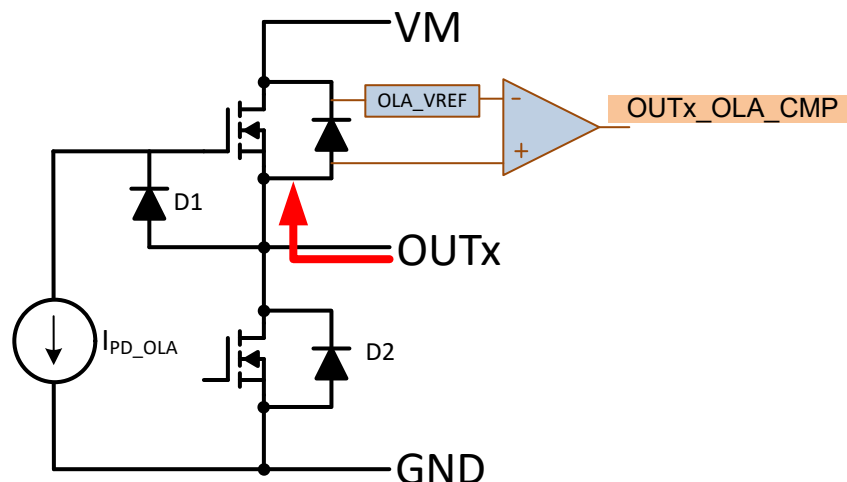 VM
OLA_VREF
-
OUTx_OLA_CMP
+
D1
OUTx
IPD_OLA
D2
GND